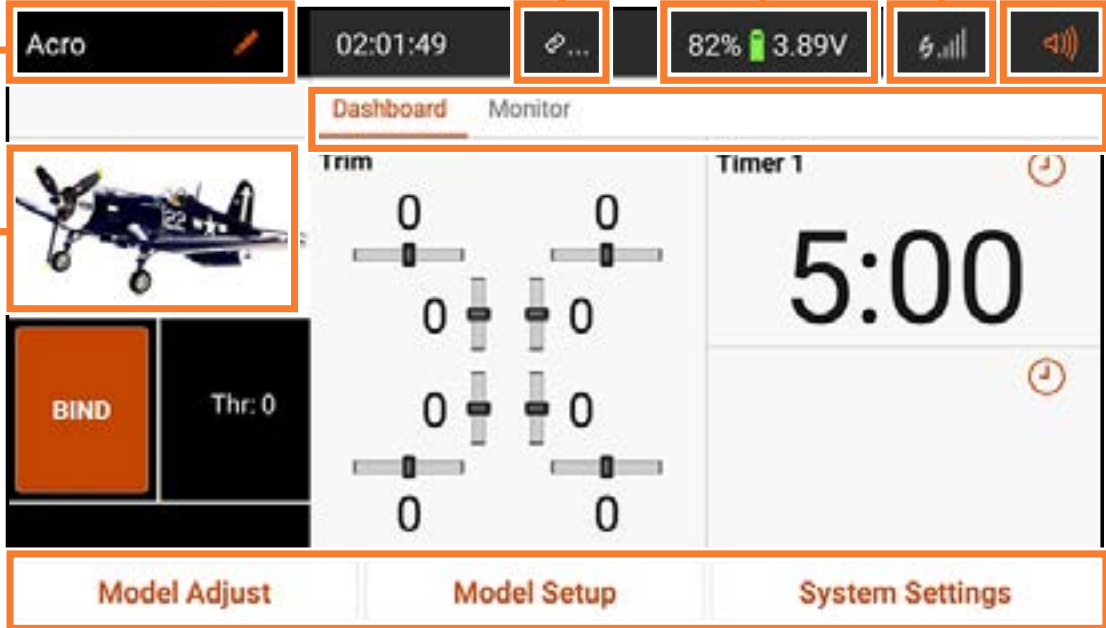 Acro
02:01:49
...
82% 3.89V
Dashboard Monitor
Trim
0 0
0 0
0 0
0 0
Timer 1
5:00
22
BIND
Thr: 0
Model Adjust
Model Setup
System Settings